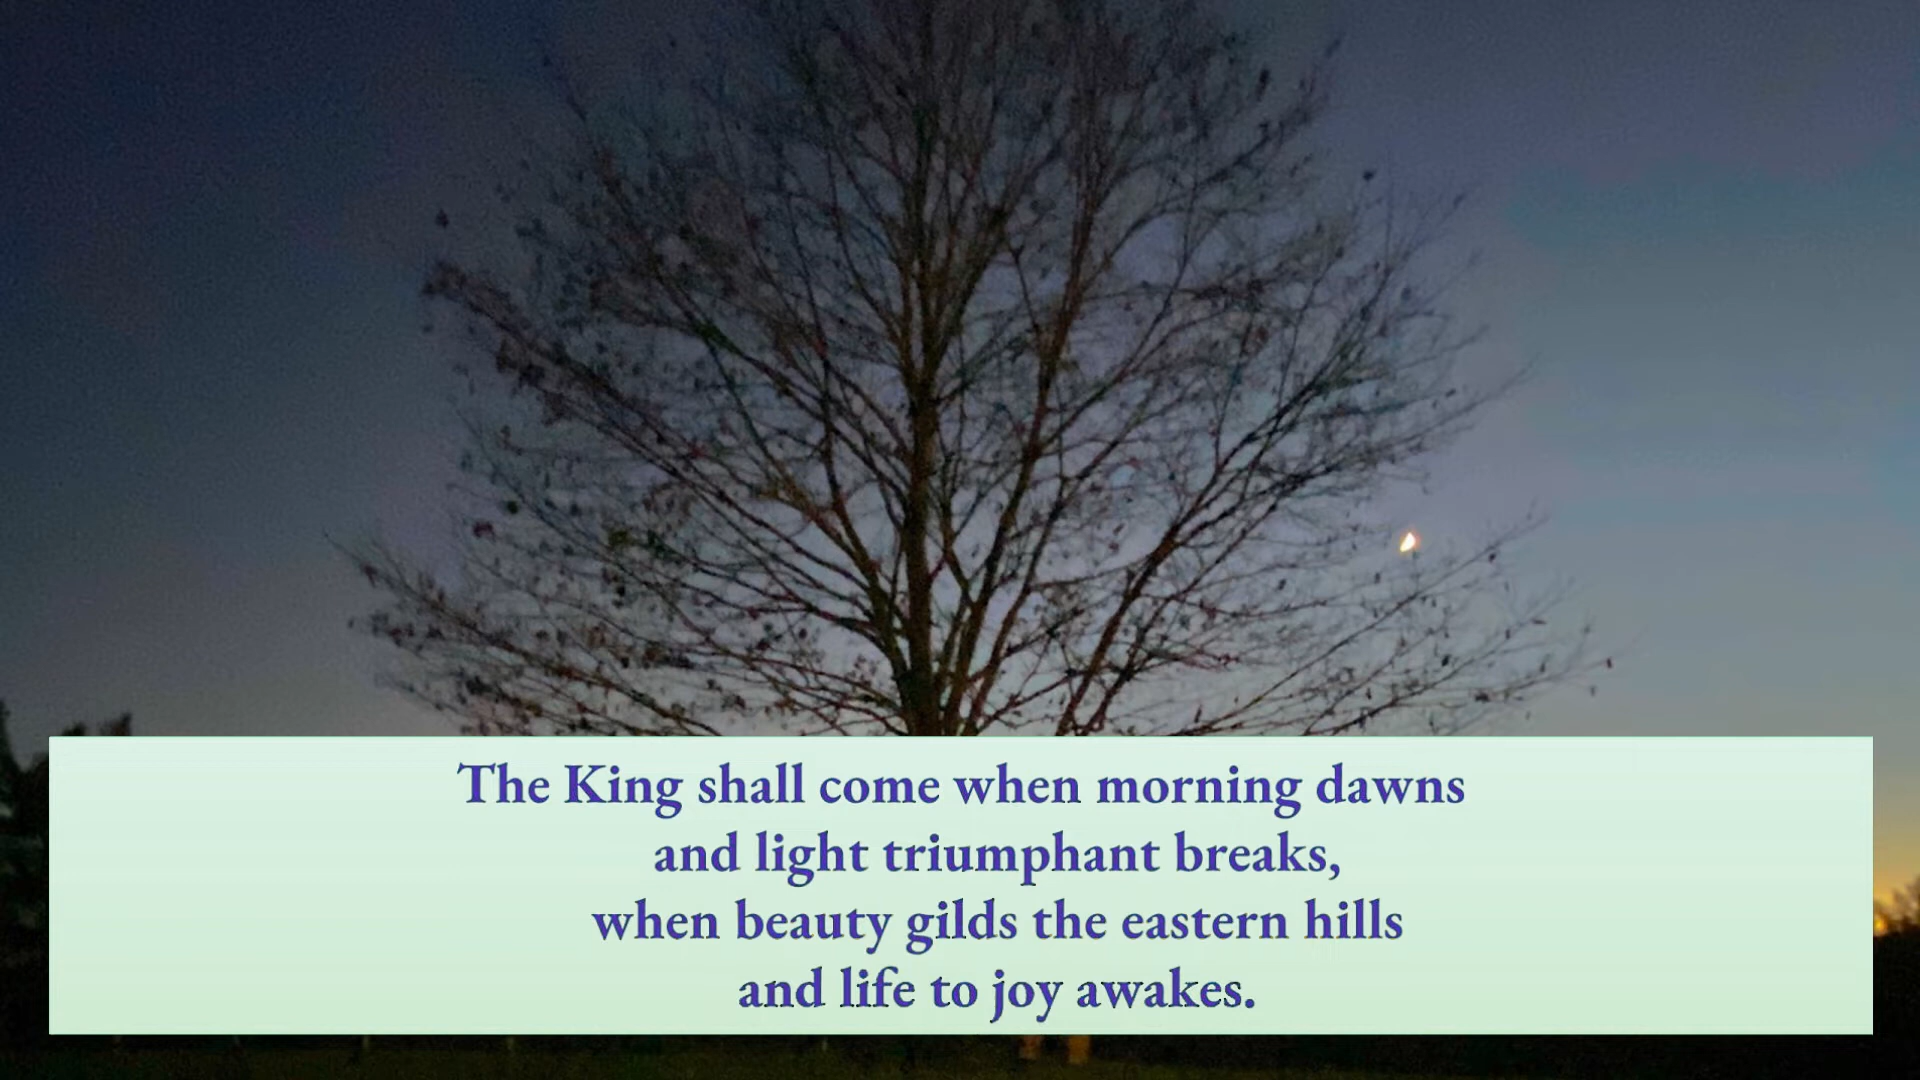 The King shall come when morning dawns
and light triumphant breaks,
when beauty gilds the eastern hills
and life to joy awakes.